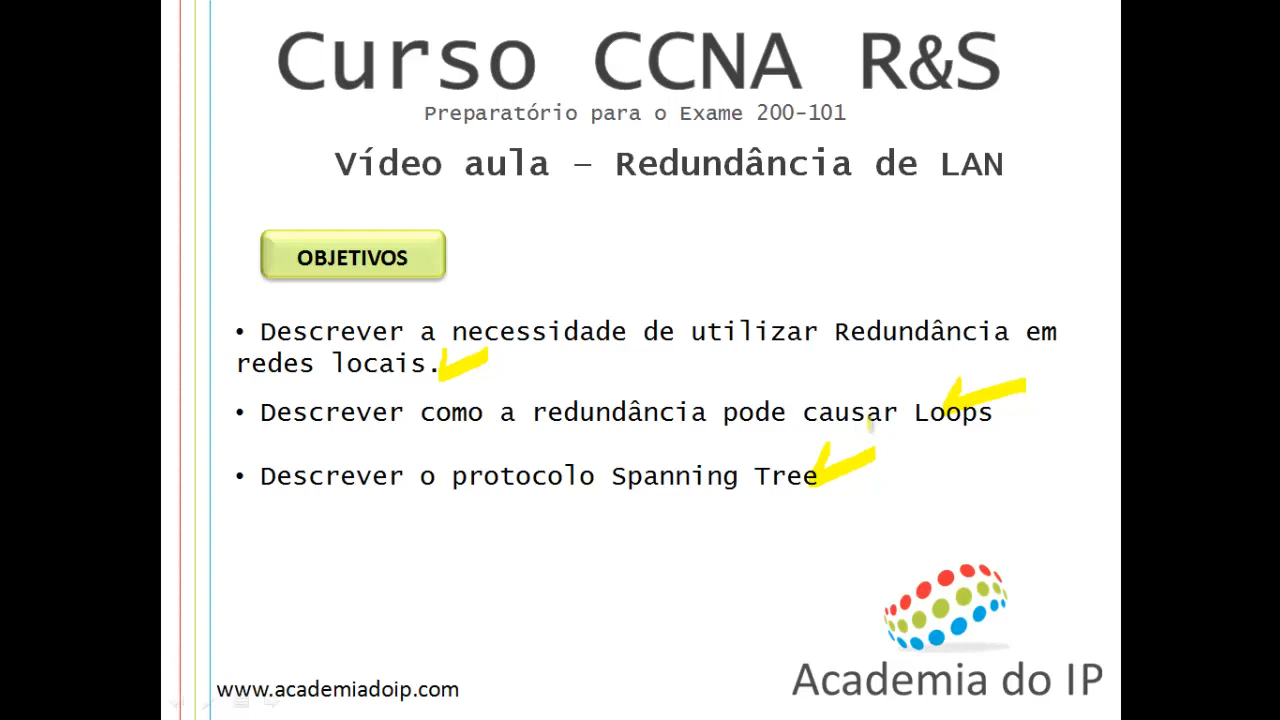 Curso CCNA R&S
Preparatório para o Exame 200-101
Vídeo aula – Redundância de LAN
OBJETIVOS
• Descrever a necessidade de utilizar Redundância em
redes locais.
• Descrever como a redundância pode causar Loops
• Descrever o protocolo Spanning Tree
Academia do IP
www.academiadoip.com